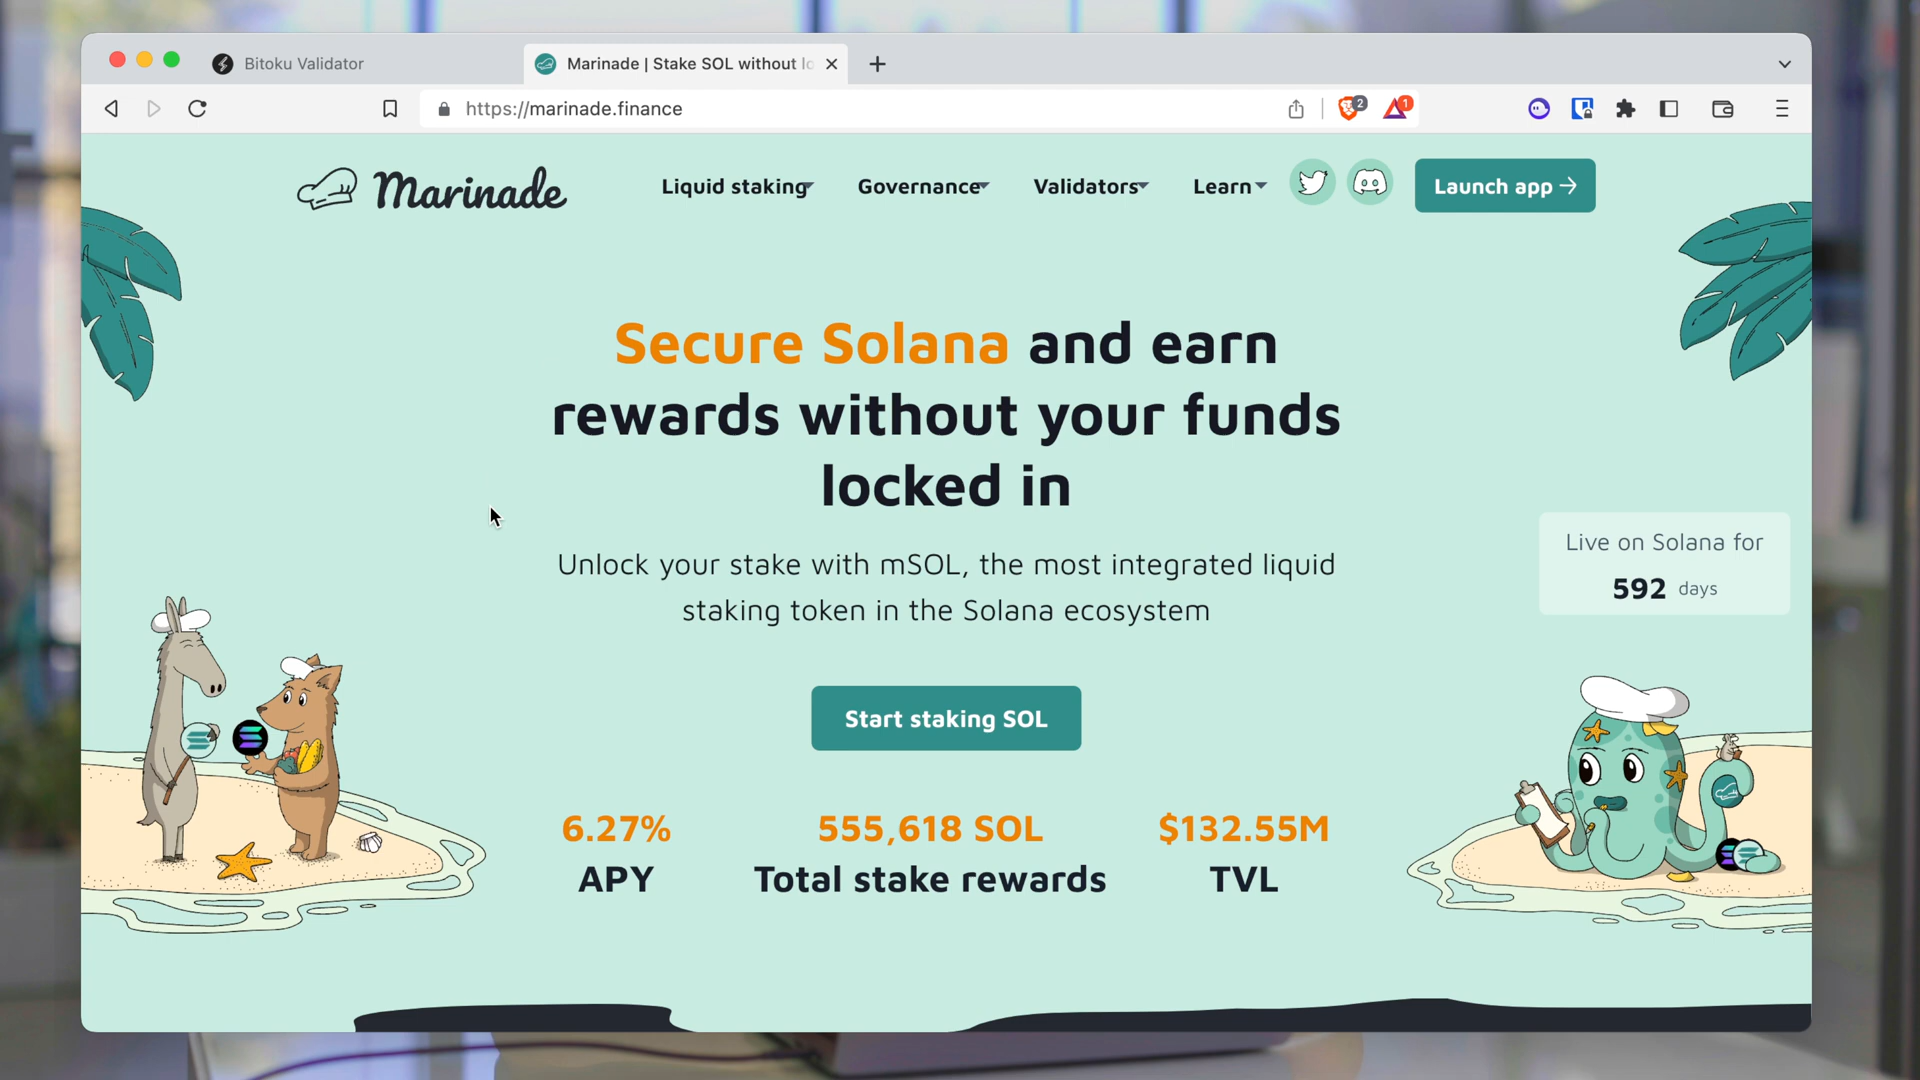 Bitoku Validator
Marinade | Stake SOL without lo
https://marinade.finance
2
1
Marinade
Liquid staking
Governance
Validators
Learn
Launch app →
Secure Solana and earn
rewards without your funds
locked in
Unlock your stake with mSOL, the most integrated liquid
staking token in the Solana ecosystem
Live on Solana for
592 days
Start staking SOL
6.27% 555,618 SOL $132.55M
APY Total stake rewards TVL